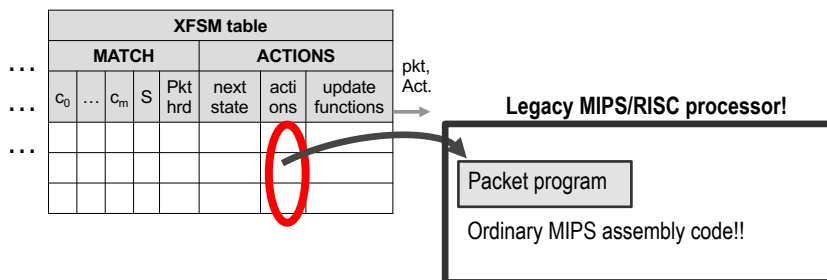 XFSM table
MATCH ACTIONS
… pkt,
c0 … cm S Pkt hrd next state acti ons update functions Act.
…
…
Legacy MIPS/RISC processor!
Packet program
Ordinary MIPS assembly code!!